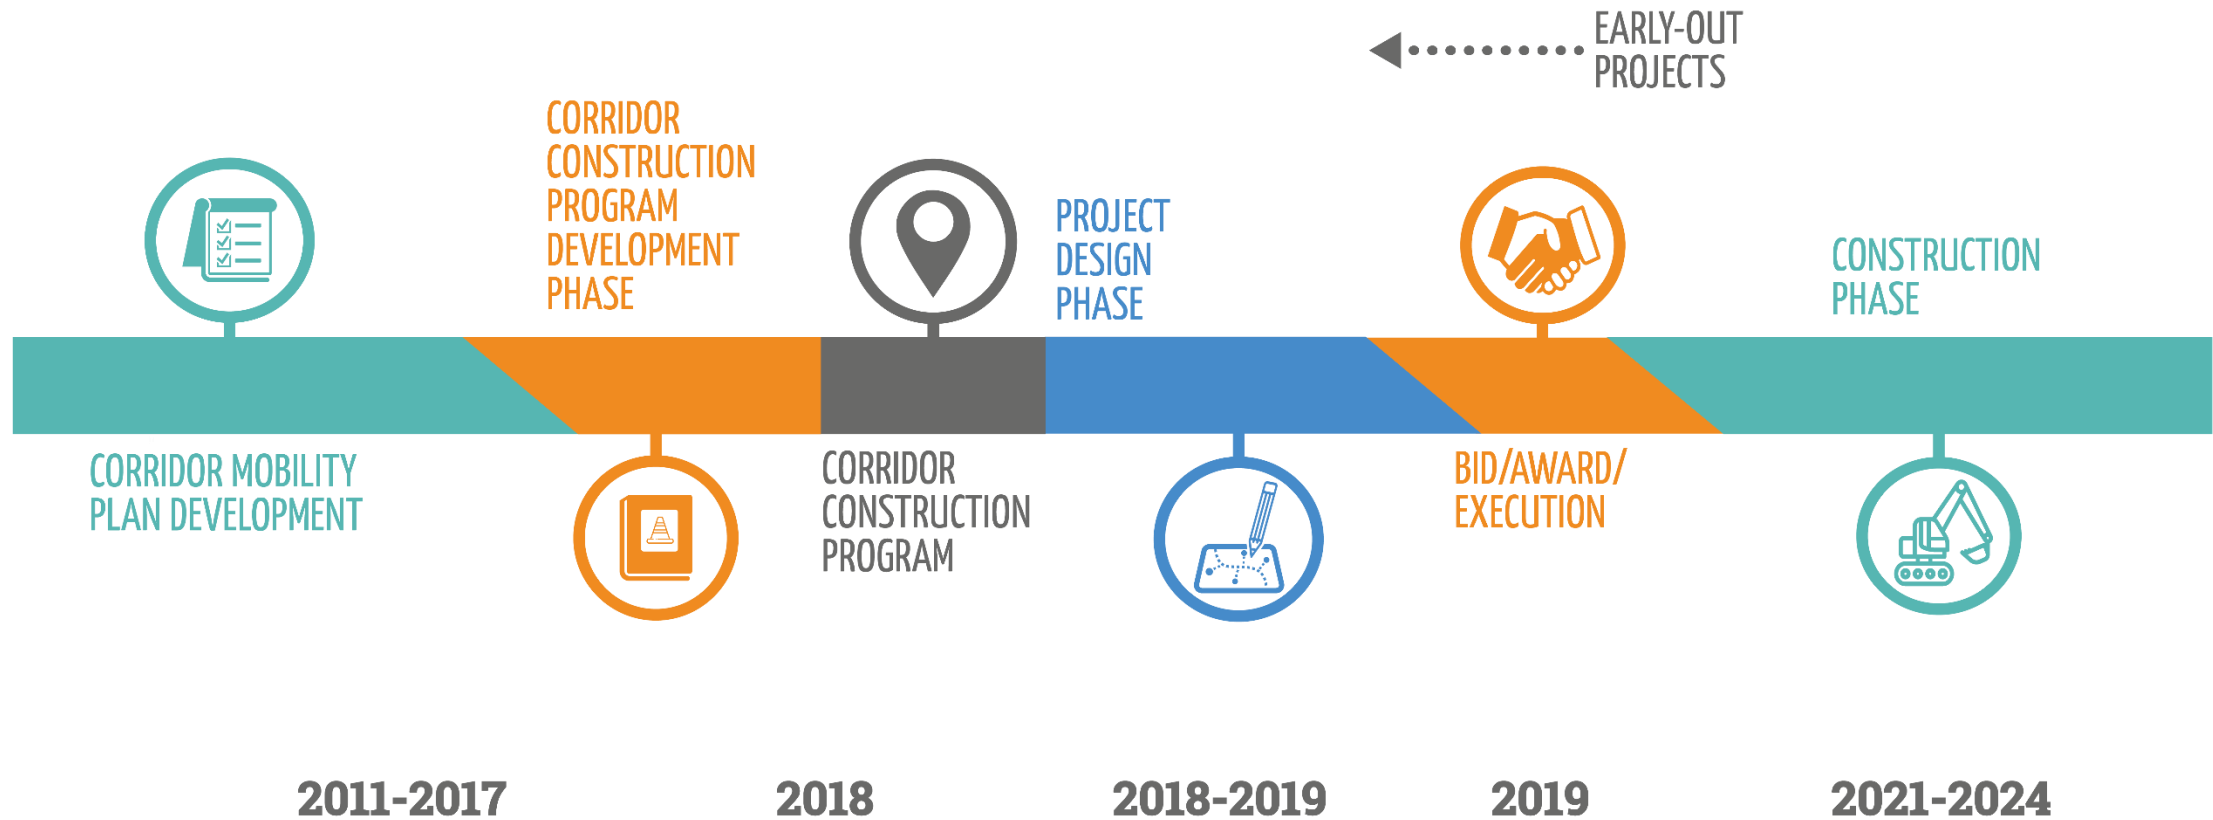 EARLY-OUT
PROJECTS
CORRIDOR
CONSTRUCTION
PROGRAM
DEVELOPMENT
PHASE
PROJECT
DESIGN
PHASE
CONSTRUCTION
PHASE
CORRIDOR MOBILITY
PLAN DEVELOPMENT
CORRIDOR
CONSTRUCTION
PROGRAM
BID/AWARD/
EXECUTION
2011-2017
2018
2018-2019
2019
2021-2024